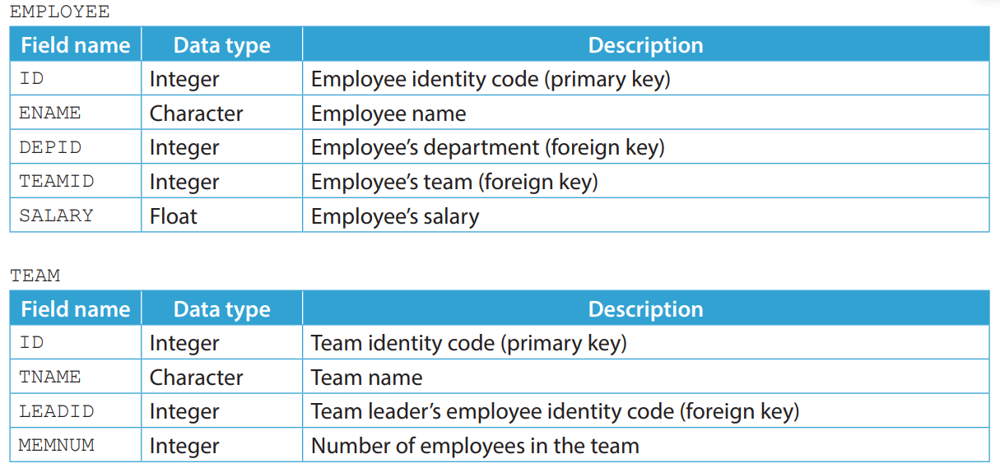 EMPLOYEE
Field name Data type Description
ID Integer Employee identity code (primary key)
ENAME Character Employee name
DEPID Integer Employee’s department (foreign key)
TEAMID Integer Employee’s team (foreign key)
SALARY Float Employee’s salary
TEAM
Field name Data type Description
ID Integer Team identity code (primary key)
TNAME Character Team name
LEADID Integer Team leader’s employee identity code (foreign key)
MEMNUM Integer Number of employees in the team